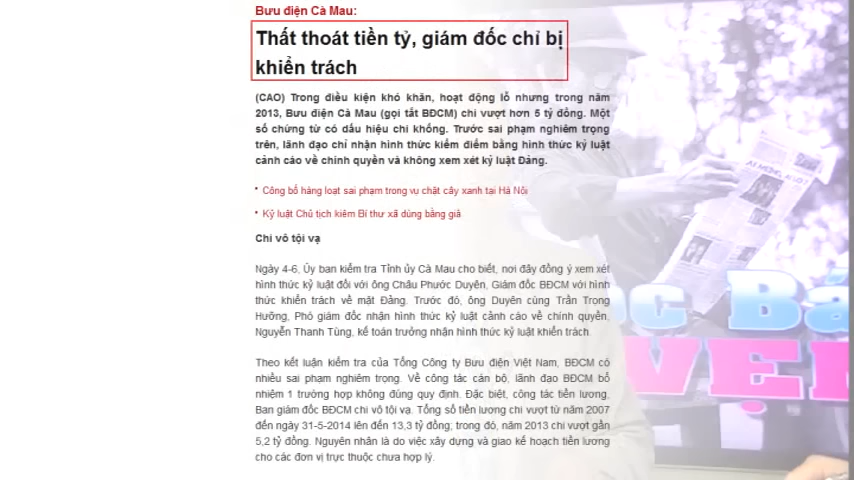 Bưu điện Cà Mau:
Thất thoát tiền tỷ, giám đốc chỉ bị
khiển trách
(CAO) Trong điều kiện khó khăn, hoạt động lỗ nhưng trong năm
2013, Bưu điện Cà Mau (gọi tắt BĐCM) chi vượt hơn 5 tỷ đồng. Một
số chứng từ có dấu hiệu chi khống. Trước sai phạm nghiêm trọng
trên, lãnh đạo chỉ nhận hình thức kiểm điểm bằng hình thức kỷ luật
cảnh cáo về chính quyền và không xem xét kỷ luật Đảng.
Công bố hàng loạt sai phạm trong vụ chặt cây xanh tại Hà Nội
Kỷ luật Chủ tịch kiêm Bí thư xã dùng bằng giả
Chi vô tội vạ
Ngày 4-6, Ủy ban kiểm tra Tỉnh ủy Cà Mau cho biết, nơi đây đồng ý xem xét
hình thức kỷ luật đối với ông Châu Phước Duyên, Giám đốc BĐCM với hình
thức khiển trách về mặt Đảng. Trước đó, ông Duyên cùng Trần Trọng
Hưỡng, Phó giám đốc nhận hình thức kỷ luật cảnh cáo về chính quyền,
Nguyễn Thanh Tùng, kế toán trưởng nhận hình thức kỷ luật khiển trách.
Theo kết luận kiểm tra của Tổng Công ty Bưu điện Việt Nam, BĐCM có
nhiều sai phạm nghiêm trọng. Về công tác cán bộ, lãnh đạo BĐCM bổ
nhiệm 1 trường hợp không đúng quy định. Đặc biệt, công tác tiền lương,
Ban giám đốc BĐCM chi vô tội vạ. Tổng số tiền lương chi vượt từ năm 2007
đến ngày 31-5-2014 lên đến 13,3 tỷ đồng; trong đó, năm 2013 chi vượt gần
5,2 tỷ đồng. Nguyên nhân là do việc xây dựng và giao kế hoạch tiền lương
cho các đơn vị trực thuộc chưa hợp lý.